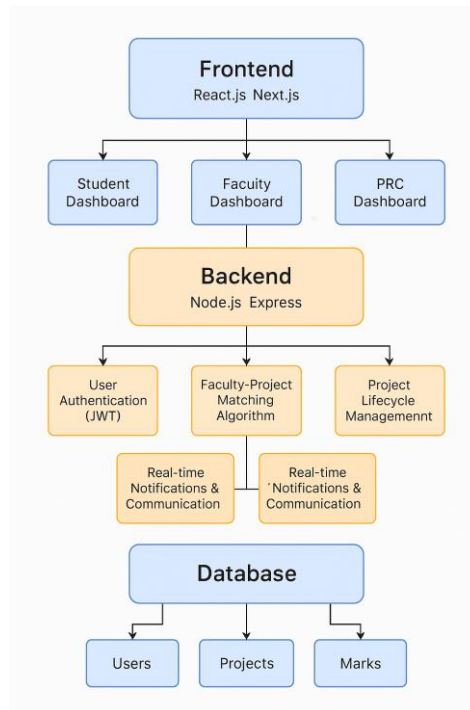 Frontend
React.js Next.js
Student
Dashboard
Facuity
Dashboard
PRC
Dashboard
Backend
Node.js Express
User
Authentication
(JWT)
Faculty-Project
Matching
Algorithm
Project
Lifecycle
Managemennt
Real-time
Notifications &
Communication
Real-time
'Notifications &
Communication
Database
Users
Projects
Marks